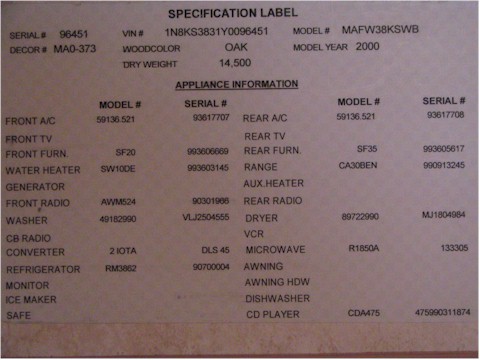 SPECIFICATION LABEL
SERIAL # 96451 VIN # 1N8KS3831Y0096451 MODEL # MAFW38KSWB
DECOR # MA0-373 WOODCOLOR OAK MODEL YEAR 2000
DRY WEIGHT 14,500
APPLIANCE INFORMATION
MODEL # SERIAL # MODEL # SERIAL #
FRONT A/C 59136.521 93617707 REAR A/C 59136.521 93617708
FRONT TV REAR TV
FRONT FURN. SF20 993606669 REAR FURN. SF35 993605617
WATER HEATER SW10DE 993603145 RANGE CA30BEN 990913245
GENERATOR AUX.HEATER
FRONT RADIO AWM524 90301966 REAR RADIO
WASHER 49182990 VLJ2504555 DRYER 89722990 MJ1804984
CB RADIO VCR
CONVERTER 2 IOTA DLS 45 MICROWAVE R1850A 133305
REFRIGERATOR RM3862 90700004 AWNING
MONITOR AWNING HDW
ICE MAKER DISHWASHER
SAFE CD PLAYER CDA475 475990311874